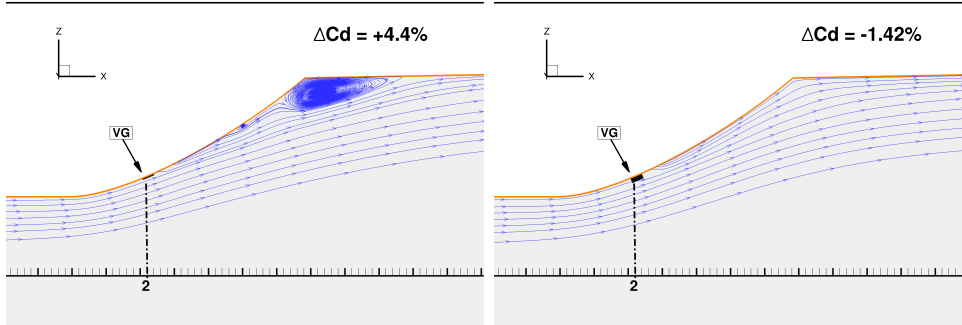 ΔCd = +4.4%
Z
X
VG
2
ΔCd = -1.42%
Z
Y
X
VG
2